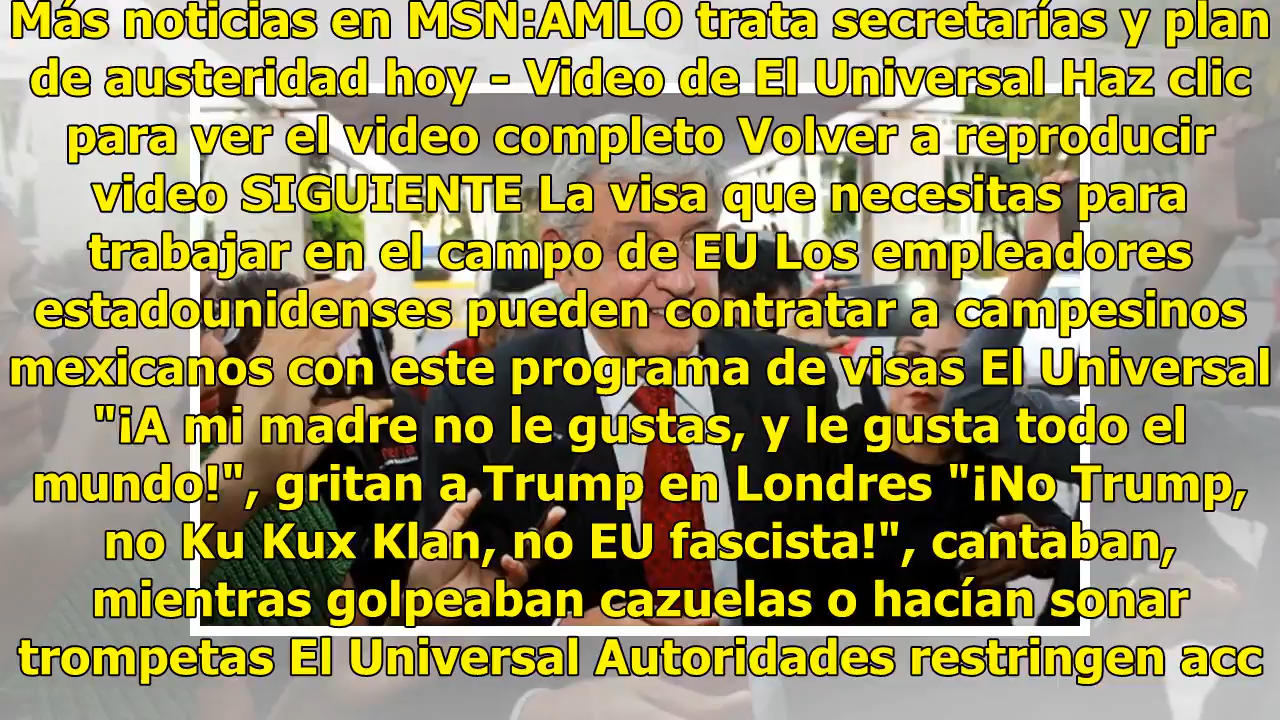 Más noticias en MSN:AMLO trata secretarías y plan
de austeridad hoy - Video de El Universal Haz clic
para ver el video completo Volver a reproducir
video SIGUIENTE La visa que necesitas para
trabajar en el campo de EU Los empleadores
estadounidenses pueden contratar a campesinos
mexicanos con este programa de visas El Universal
"¡A mi madre no le gustas, y le gusta todo el
mundo!", gritan a Trump en Londres "¡No Trump,
no Ku Kux Klan, no EU fascista!", cantaban,
mientras golpeaban cazuelas o hacían sonar
trompetas El Universal Autoridades restringen acc